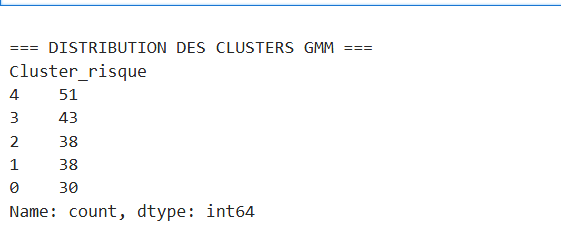 === DISTRIBUTION DES CLUSTERS GMM ===
Cluster_risque
4    51
3    43
2    38
1    38
0    30
Name: count, dtype: int64